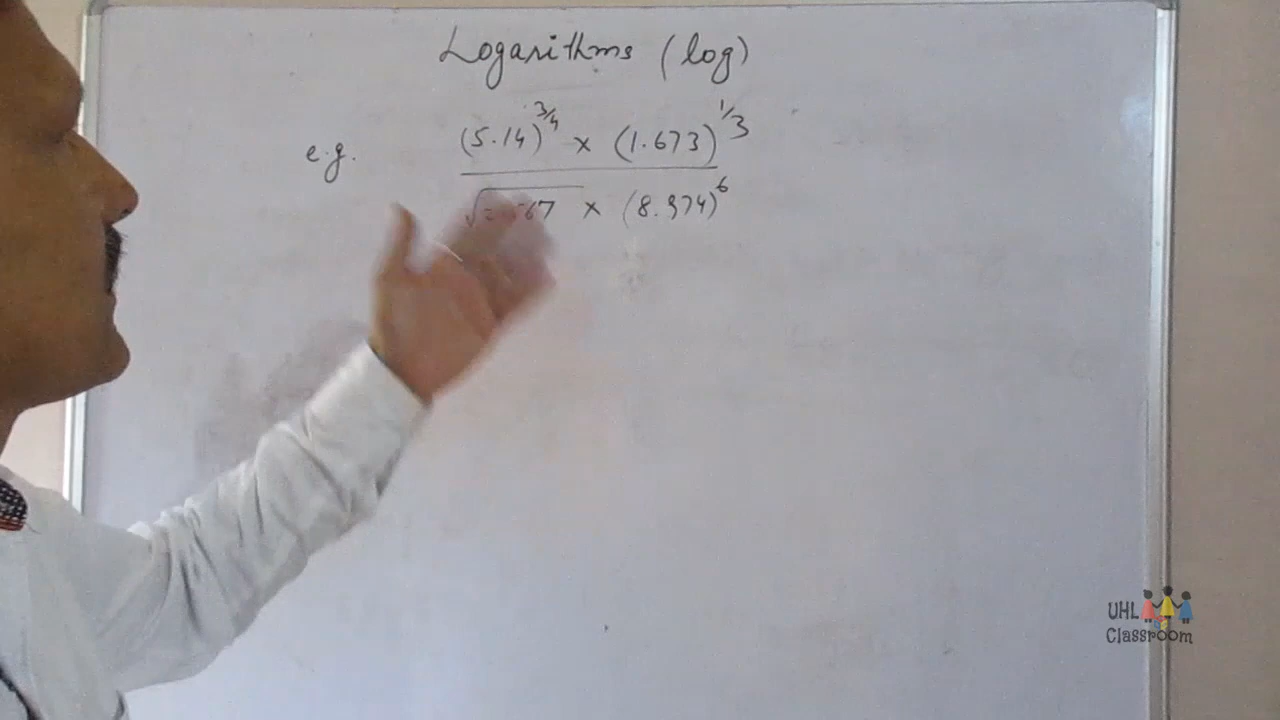 Logarithms (log)
e.g. (5.14)^3/4 × (1.673)^1/3
× (8.974)^6
UHL
Classroom